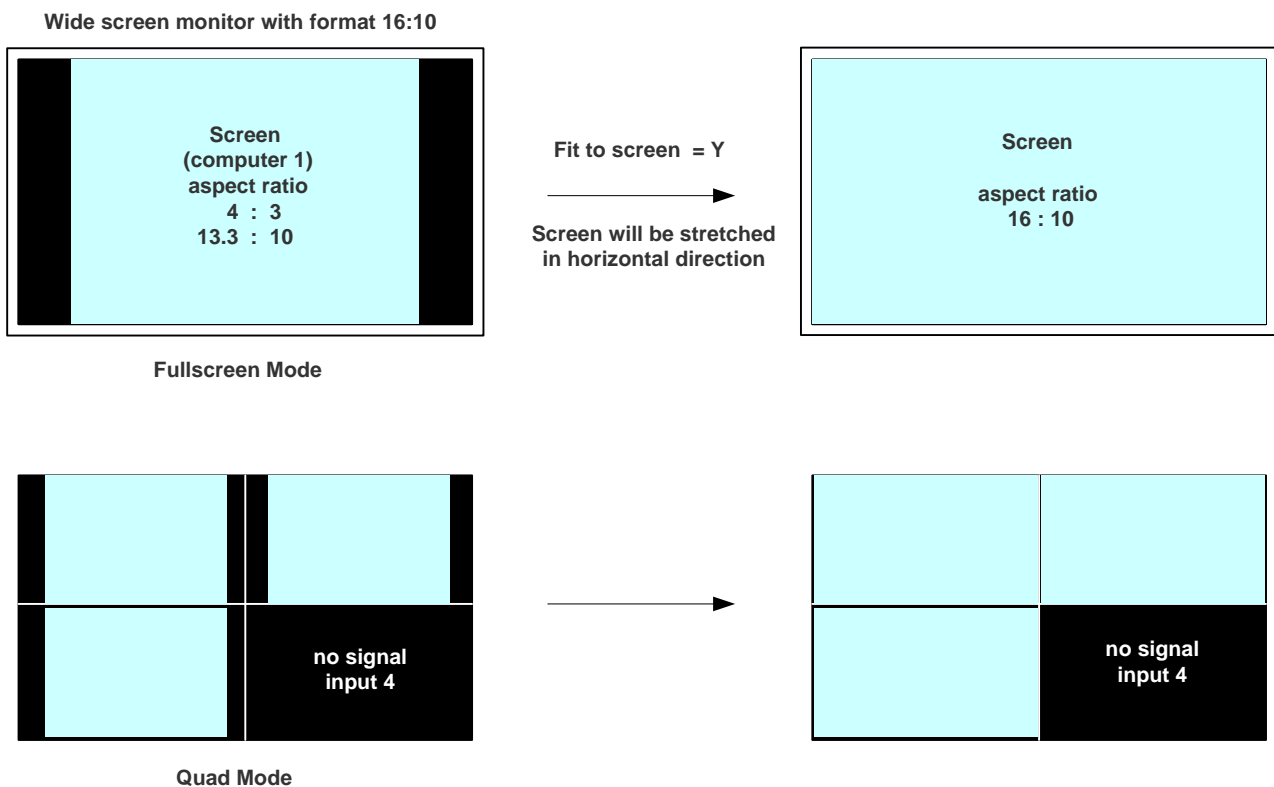 Wide screen monitor with format 16:10
Screen
(computer 1)
aspect ratio
4 : 3
13.3 : 10
Fit to screen = Y
Screen will be stretched
in horizontal direction
Screen
aspect ratio
16 : 10
Fullscreen Mode
no signal
input 4
no signal
input 4
Quad Mode